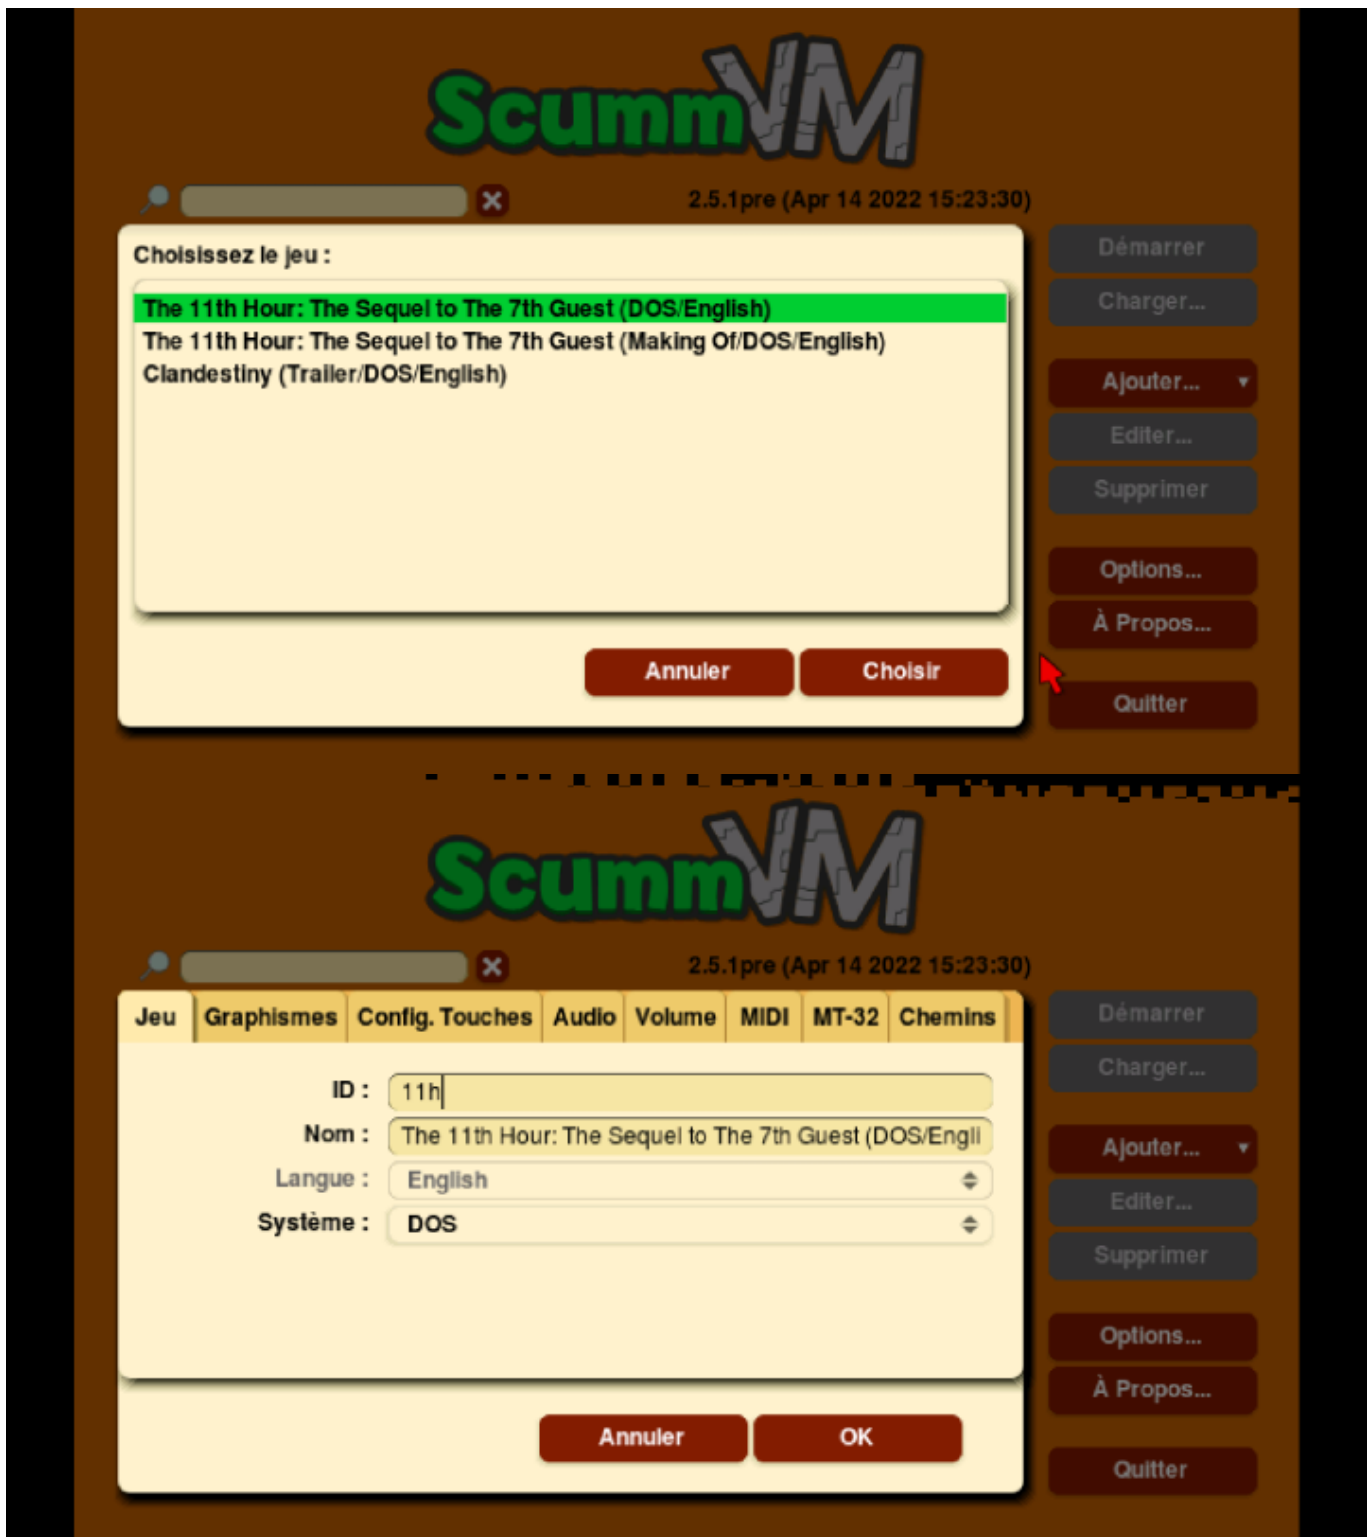 ScummVM
2.5.1pre (Apr 14 2022 15:23:30)
Choisissez le jeu :
The 11th Hour: The Sequel to The 7th Guest (DOS/English)
The 11th Hour: The Sequel to The 7th Guest (Making Of/DOS/English)
Clandestiny (Trailer/DOS/English)
Annuler
Choisir
Démarrer
Charger...
Ajouter...
Editer...
Supprimer
Options...
À Propos...
Quitter
ScummVM
2.5.1pre (Apr 14 2022 15:23:30)
Jeu Graphismes Config. Touches Audio Volume MIDI MT-32 Chemins
ID : 11h
Nom : The 11th Hour: The Sequel to The 7th Guest (DOS/Engli
Langue : English
Système : DOS
Annuler
OK
Démarrer
Charger...
Ajouter...
Editer...
Supprimer
Options...
À Propos...
Quitter